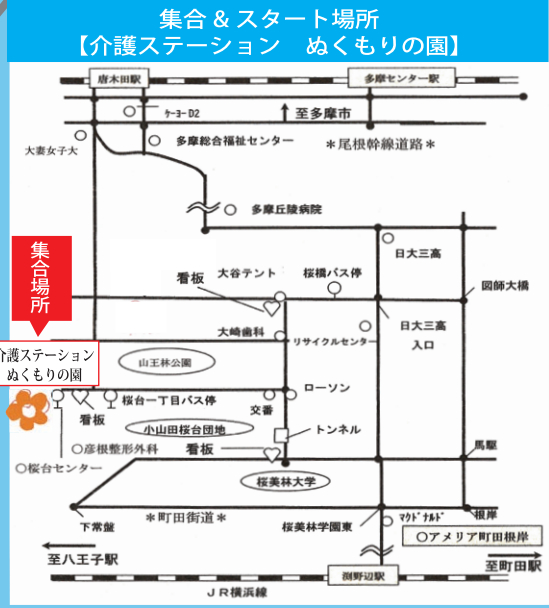 集合 & スタート場所
【介護ステーション　ぬくもりの園】
唐木田駅
多摩センター駅
ケーヨーD2
至多摩市
大妻女子大
多摩総合福祉センター
＊尾根幹線道路＊
多摩丘陵病院
集合場所
日大三高
看板
大谷テント
桜橋バス停
図師大橋
大崎歯科
リサイクルセンター
日大三高
入口
介護ステーション
ぬくもりの園
山王林公園
ローソン
看板
桜台一丁目バス停
交番
小山田桜台団地
トンネル
○彦根整形外科
看板
馬駆
○桜台センター
桜美林大学
下常盤
＊町田街道＊
桜美林学園東
マクドナルド
根岸
○アメリア町田根岸
至八王子駅
至町田駅
渕野辺駅
ＪＲ横浜線